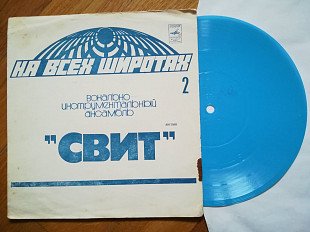 НА ВСЕХ ШИРОТАХ
2
ВОКАЛЬНО
ИНСТРУМЕНТАЛЬНЫЙ
АНСАМБЛЬ
"СВИТ"